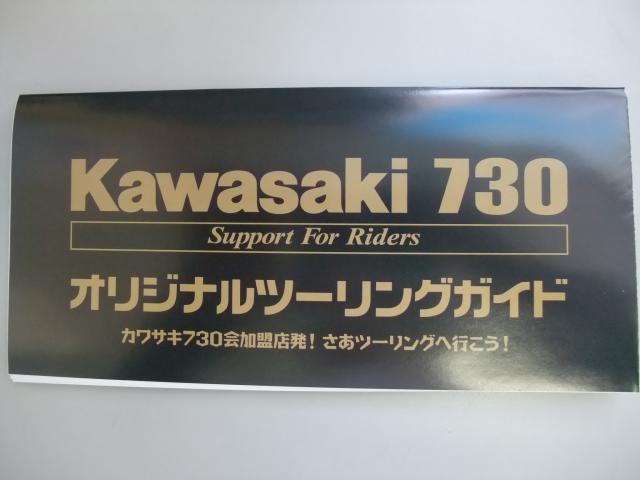 Kawasaki 730
Support For Riders
オリジナルツーリングガイド
カワサキ730会加盟店発！さあツーリングへ行こう！